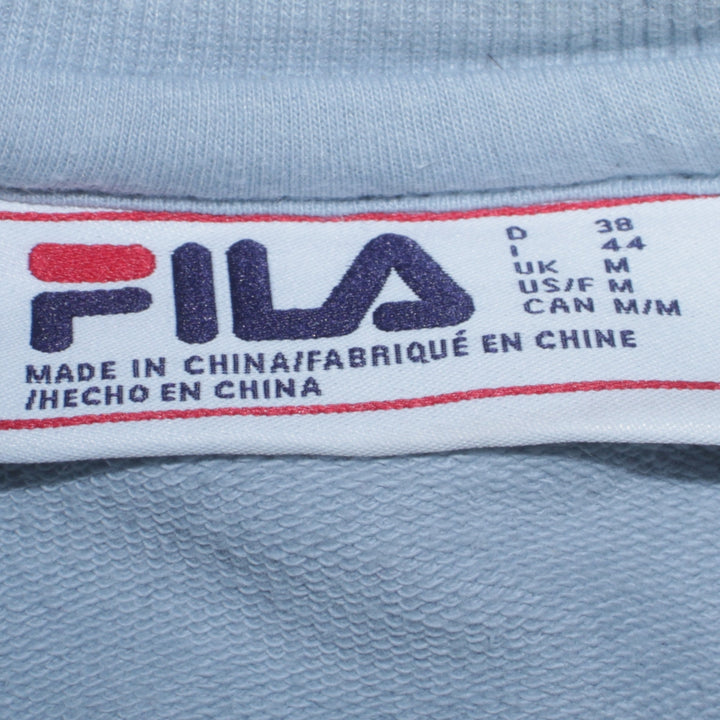 FILA
D 38
I 44
UK M
US/F M
CAN M/M
MADE IN CHINA/FABRIQUÉ EN CHINE
/HECHO EN CHINA